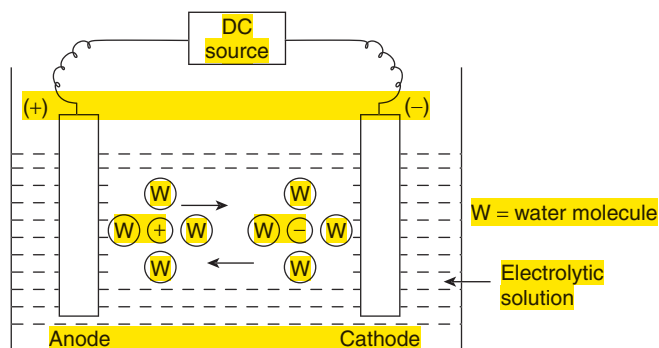 DC
source
(+) (−)
W W
W + W W − W
W W
W = water molecule
Electrolytic
solution
Anode Cathode